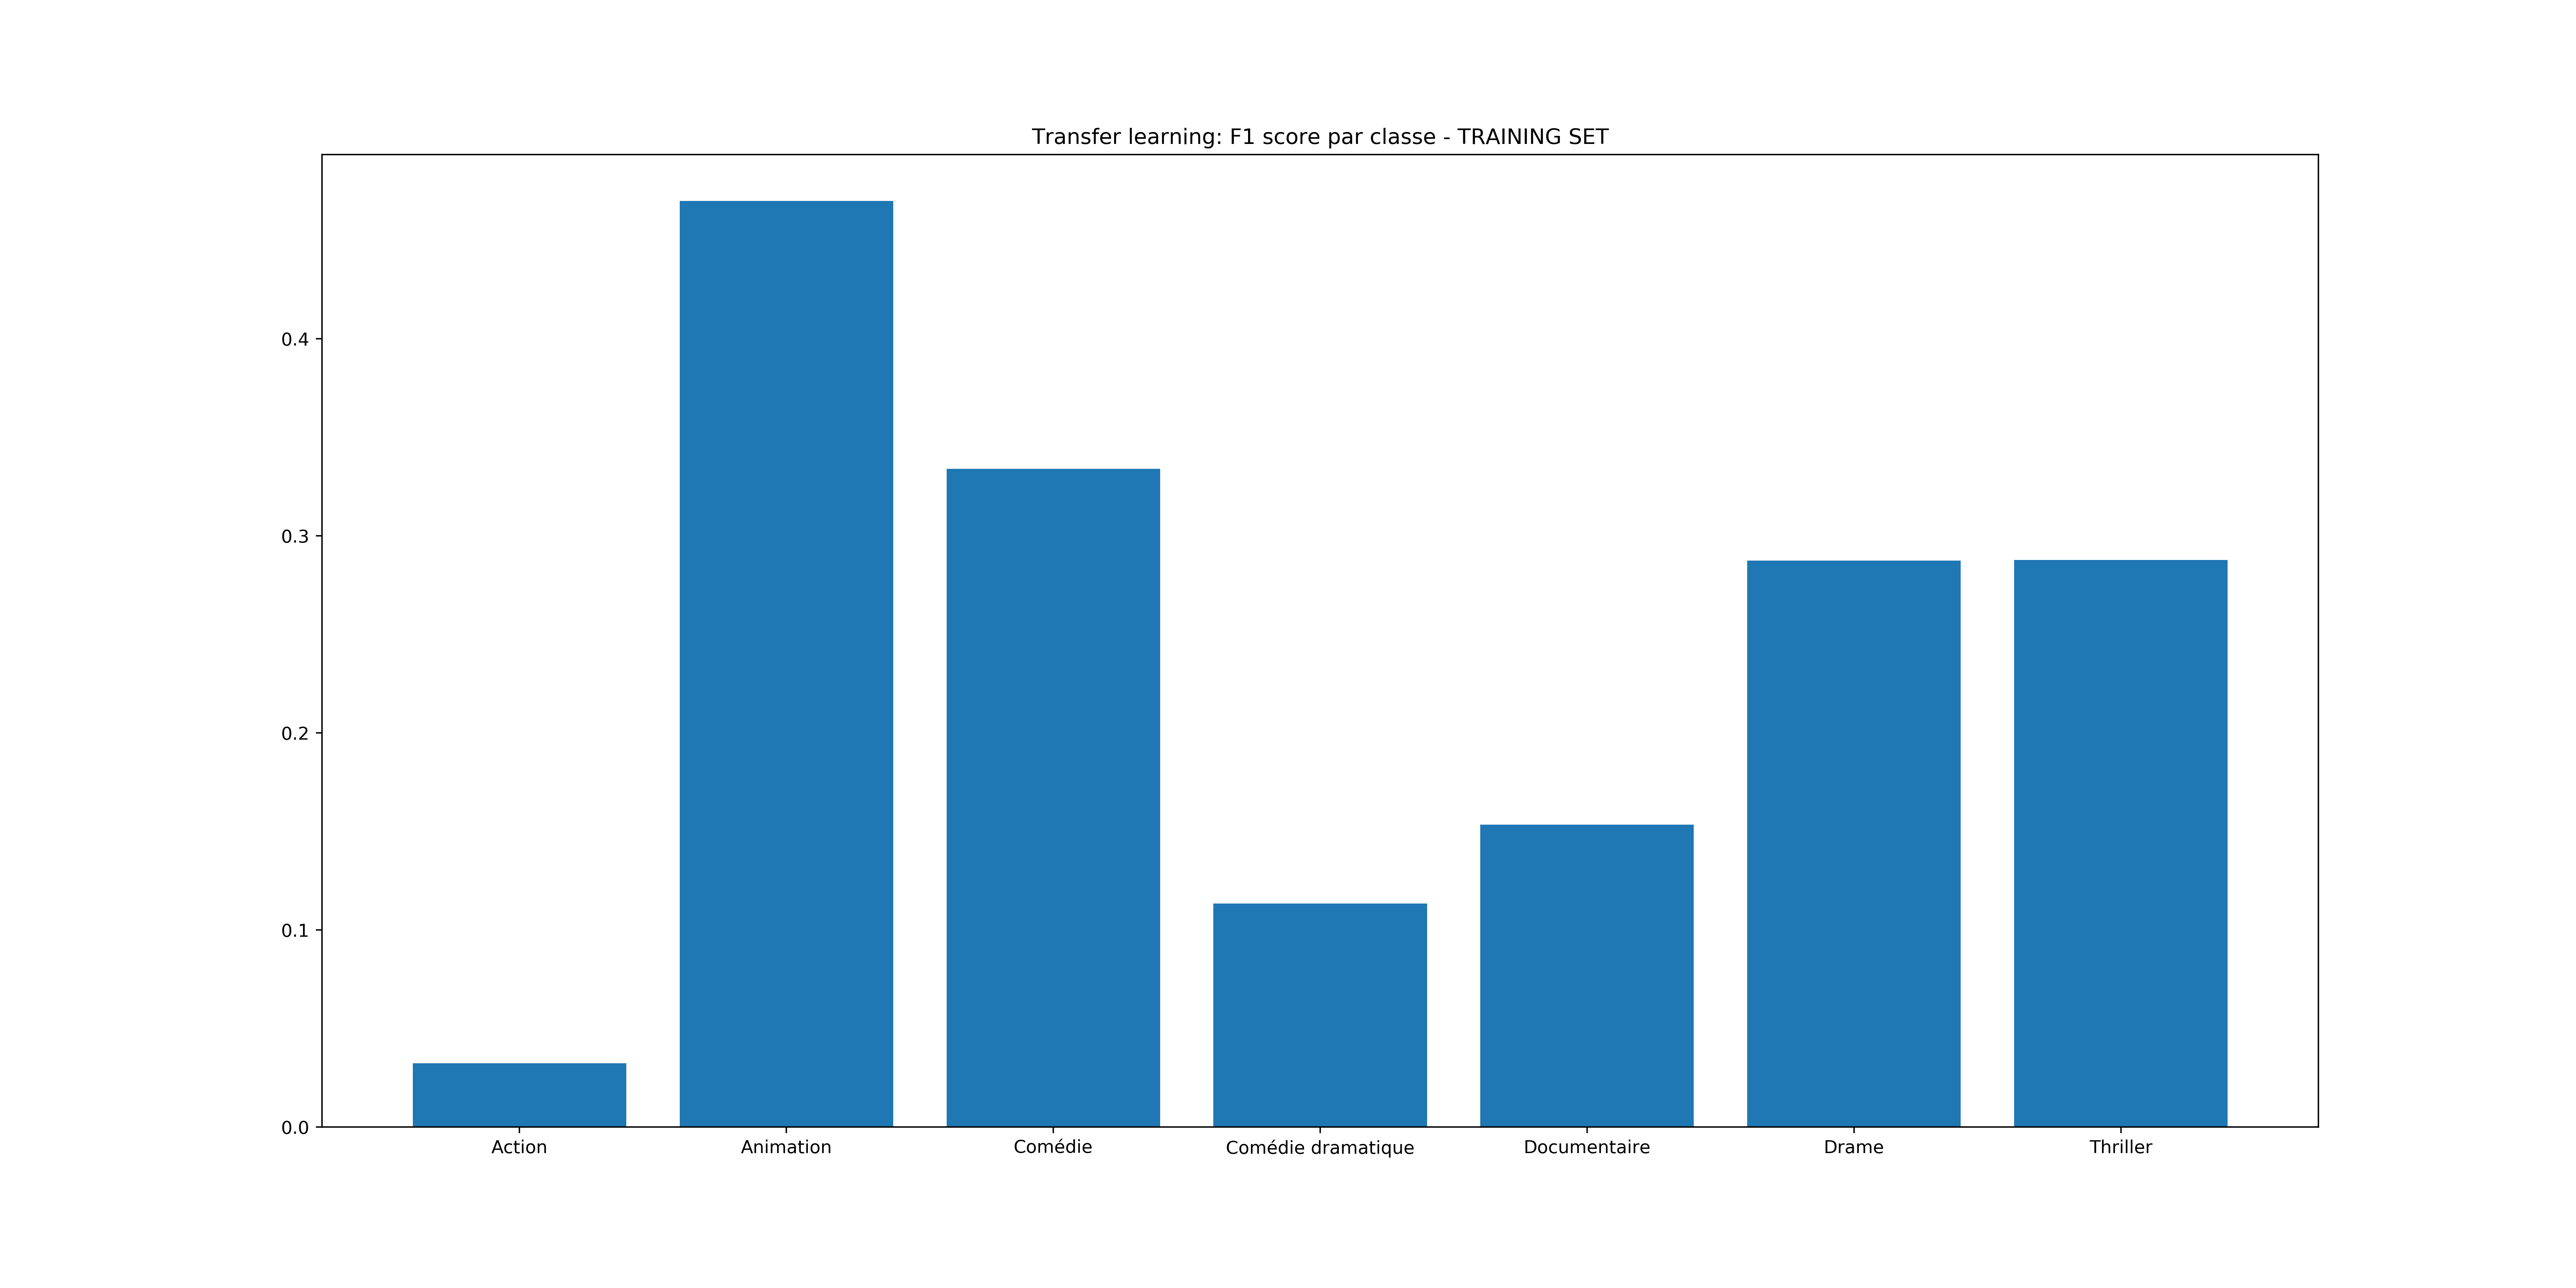 Transfer learning: F1 score par classe - TRAINING SET
0.4
0.3
0.2
0.1
0.0
Action Animation Comédie Comédie dramatique Documentaire Drame Thriller